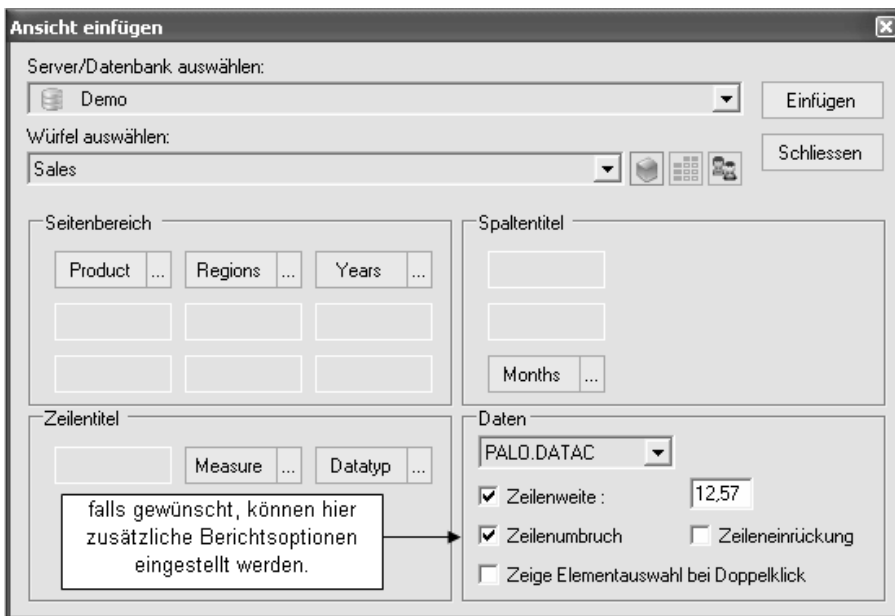 Ansicht einfügen
Server/Datenbank auswählen:
Demo
Einfügen
Würfel auswählen:
Sales
Schliessen
Seitenbereich
Product ...
Regions ...
Years ...
Spaltentitel
Months ...
Zeilentitel
Measure ...
Datatyp ...
falls gewünscht, können hier
zusätzliche Berichtsoptionen
eingestellt werden.
Daten
PALO.DATAC
Zeilenweite :
12,57
Zeilenumbruch
Zeileneinrückung
Zeige Elementauswahl bei Doppelklick